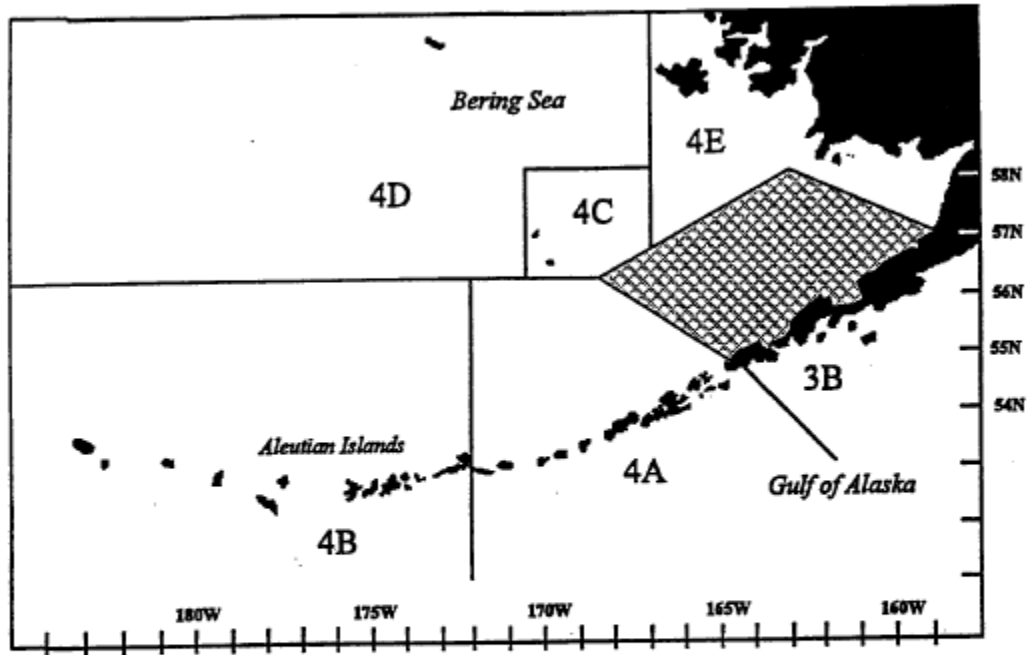 Bering Sea
4E
58N
4D
4C
57N
56N
55N
3B
54N
Aleutian Islands
4A
Gulf of Alaska
4B
180W
175W
170W
165W
160W